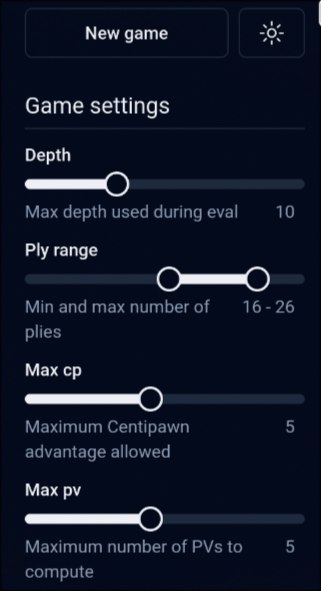 New game
Game settings
Depth
Max depth used during eval 10
Ply range
Min and max number of 16 - 26
plies
Max cp
Maximum Centipawn 5
advantage allowed
Max pv
Maximum number of PVs to 5
compute